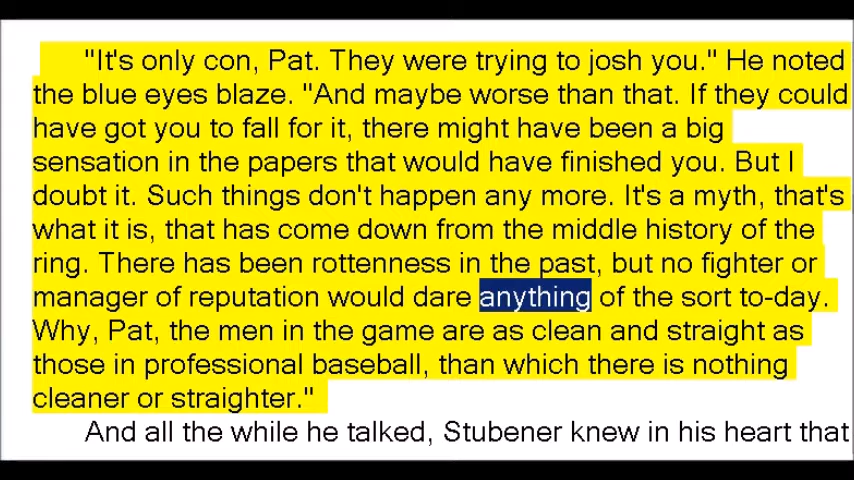 "It's only con, Pat. They were trying to josh you." He noted
the blue eyes blaze. "And maybe worse than that. If they could
have got you to fall for it, there might have been a big
sensation in the papers that would have finished you. But I
doubt it. Such things don't happen any more. It's a myth, that's
what it is, that has come down from the middle history of the
ring. There has been rottenness in the past, but no fighter or
manager of reputation would dare anything of the sort to-day.
Why, Pat, the men in the game are as clean and straight as
those in professional baseball, than which there is nothing
cleaner or straighter."
And all the while he talked, Stubener knew in his heart that